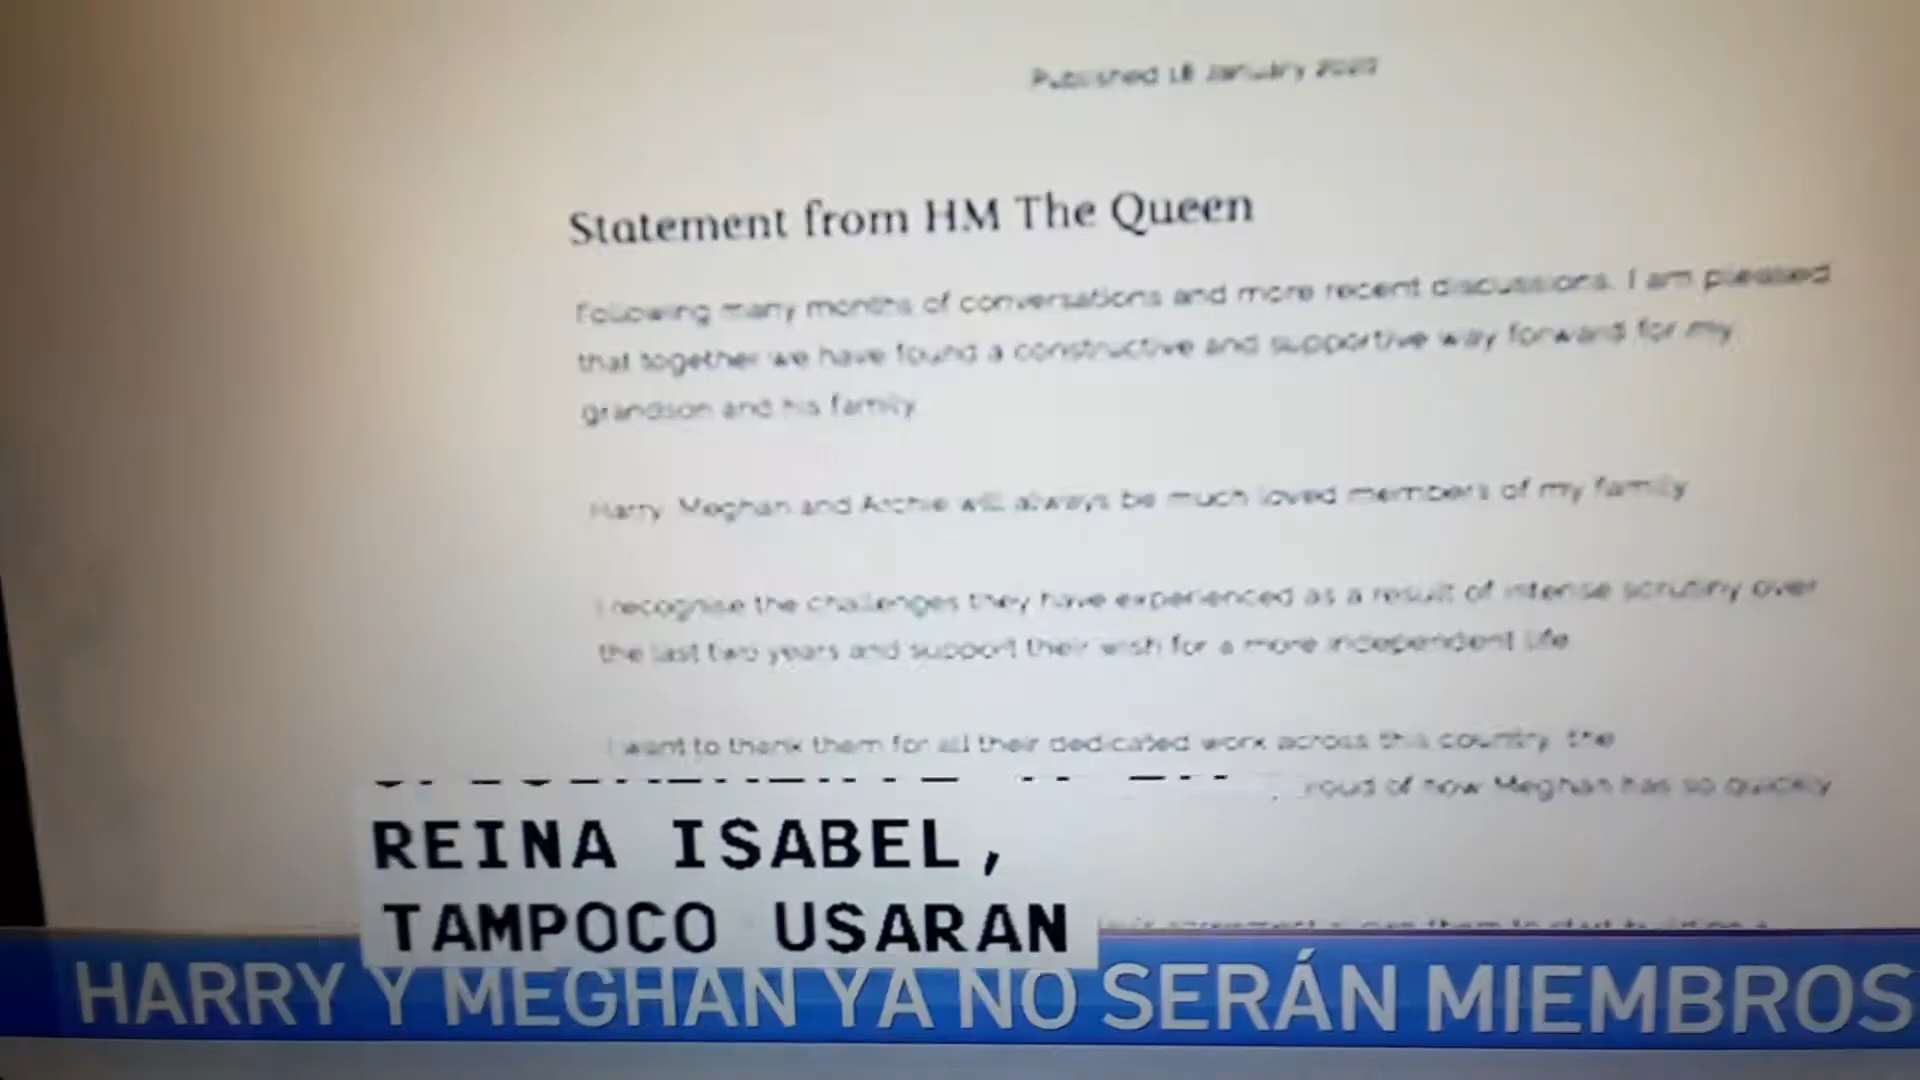 Published 18 January 2020
Statement from HM The Queen
Following many months of conversations and more recent discussions, I am pleased
that together we have found a constructive and supportive way forward for my
grandson and his family.
Harry, Meghan and Archie will always be much loved members of my family.
I recognise the challenges they have experienced as a result of intense scrutiny over
the last two years and support their wish for a more independent life.
I want to thank them for all their dedicated work across this country, the
of how Meghan has so quickly
REINA ISABEL,
TAMPOCO USARAN
HARRY Y MEGHAN YA NO SERÁN MIEMBROS